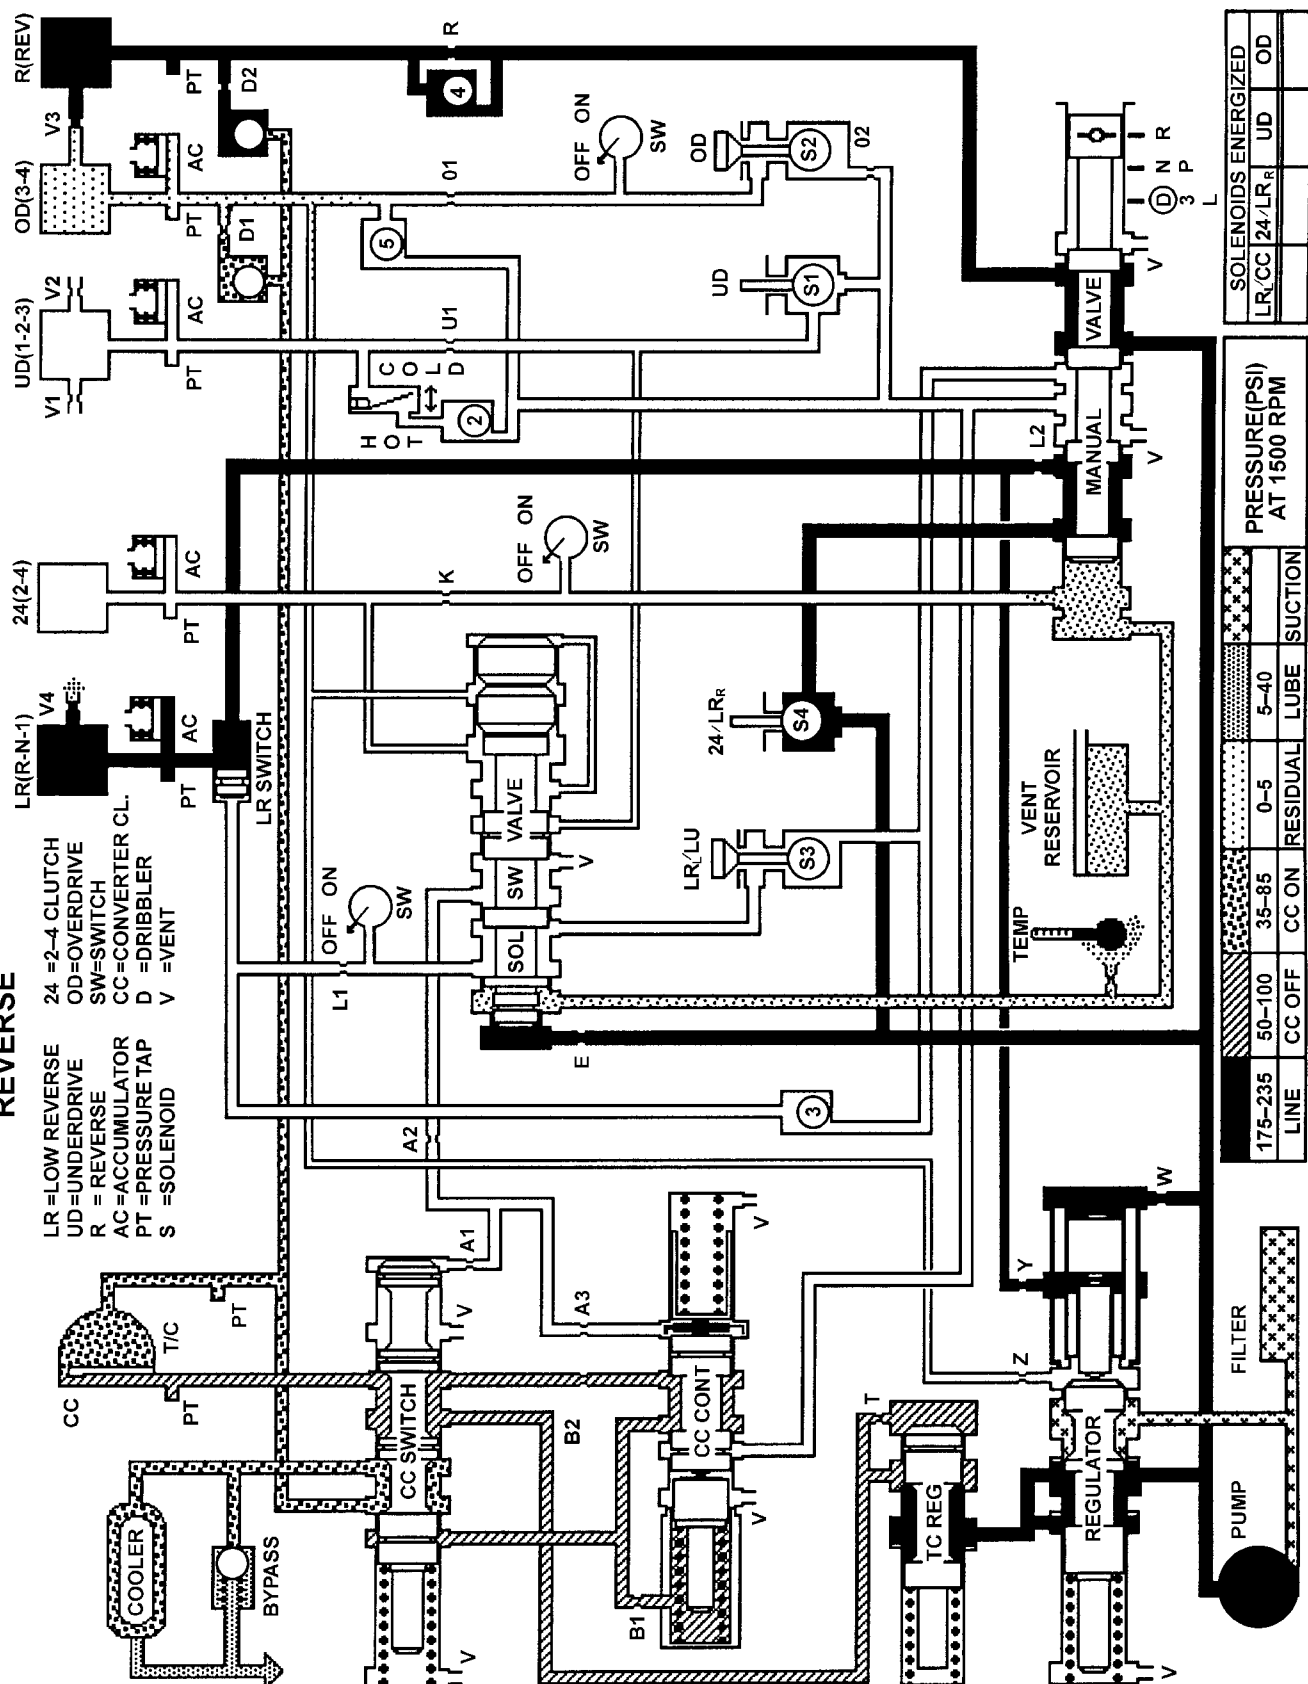 REVERSE
LR =LOW REVERSE
UD =UNDERDRIVE
R = REVERSE
AC =ACCUMULATOR
PT =PRESSURE TAP
S =SOLENOID
24 =2–4 CLUTCH
OD=OVERDRIVE
SW=SWITCH
CC =CONVERTER CL.
D =DRIBBLER
V =VENT
LR(R-N-1)
V4
24(2-4)
UD(1-2-3)
V1
V2
OD(3-4)
V3
R(REV)
PT
AC
PT
AC
PT
AC
PT
AC
PT
D1
D2
LR SWITCH
COOLER
BYPASS
CC
T/C
PT
PT
CC SWITCH
V
V
A1
A2
A3
B1
B2
CC CONT
V
V
L1
OFF ON
SW
OFF ON
SW
OFF ON
SW
K
U1
01
R
HOT
COLD
2
5
4
3
SOL
SW
VALVE
V
E
LRL/LU
S3
24/LRR
S4
UD
S1
OD
S2
02
L2
MANUAL
VALVE
V
V
D N R
3 P
L
TEMP
VENT
RESERVOIR
T
TC REG
Z
Y
W
REGULATOR
V
PUMP
FILTER
175–235
50–100
35–85
0–5
5–40
LINE
CC OFF
CC ON
RESIDUAL
LUBE
SUCTION
PRESSURE(PSI)
AT 1500 RPM
SOLENOIDS ENERGIZED
LRL/CC
24/LRR
UD
OD